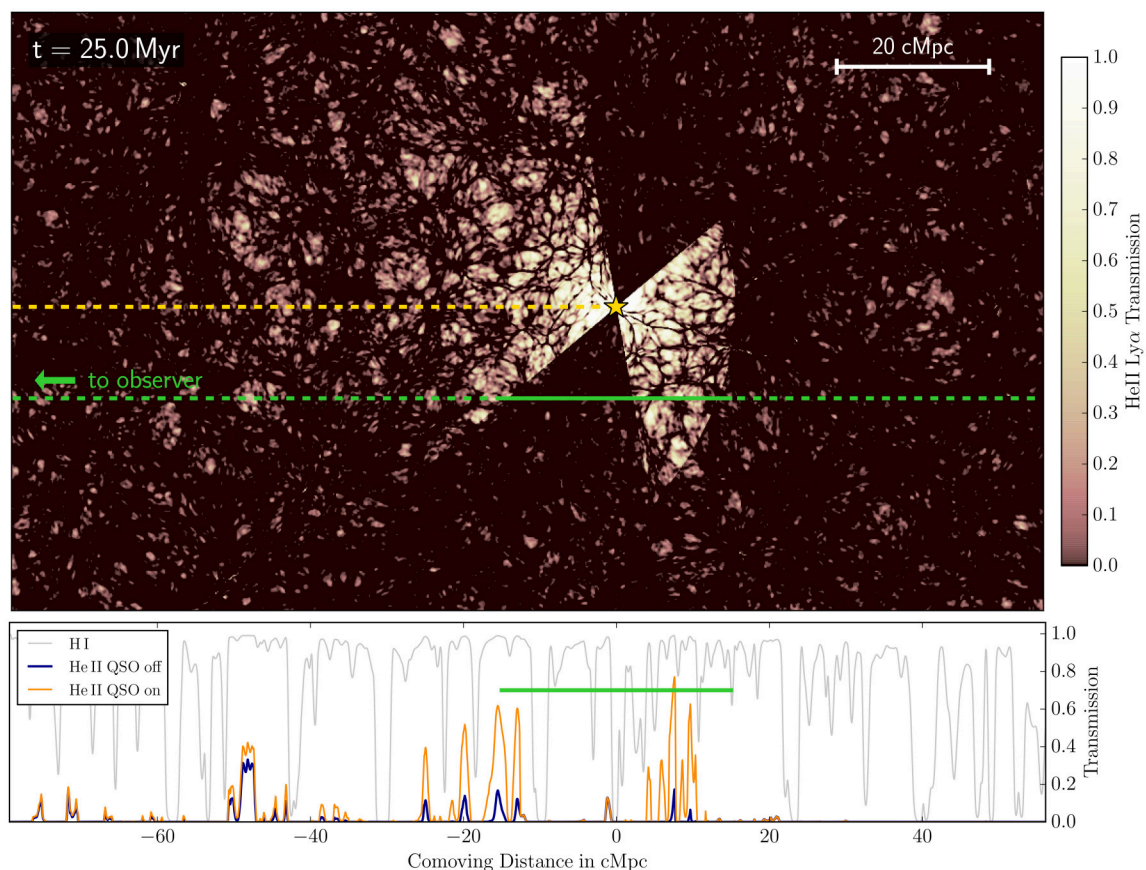 t = 25.0 Myr
20 cMpc
to observer
1.0
0.9
0.8
0.7
0.6
0.5
0.4
0.3
0.2
0.1
0.0
HeII Lyα Transmission
H I
He II QSO off
He II QSO on
1.0
0.8
0.6
0.4
0.2
0.0
Transmission
−60
−40
−20
0
20
40
Comoving Distance in cMpc